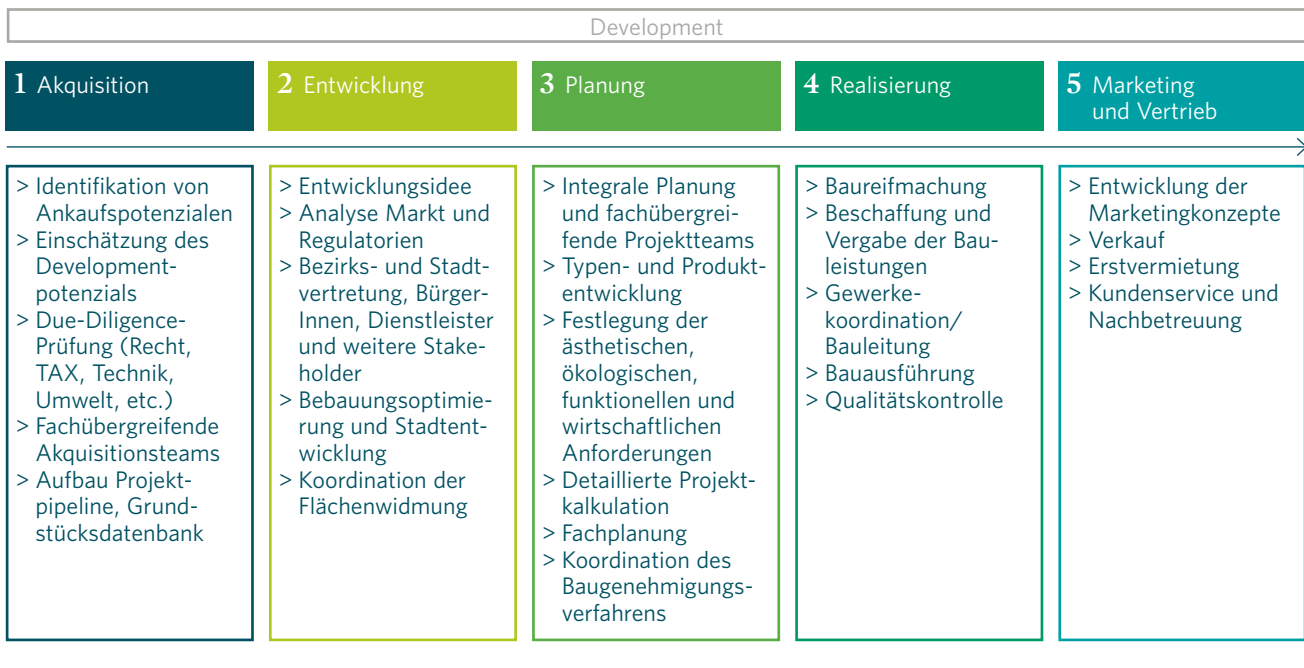 Development
1 Akquisition
2 Entwicklung
3 Planung
4 Realisierung
5 Marketing
und Vertrieb
> Identifikation von
Ankaufspotenzialen
> Einschätzung des
Development-
potenzials
> Due-Diligence-
Prüfung (Recht,
TAX, Technik,
Umwelt, etc.)
> Fachübergreifende
Akquisitionsteams
> Aufbau Projekt-
pipeline, Grund-
stücksdatenbank
> Entwicklungsidee
> Analyse Markt und
Regulatorien
> Bezirks- und Stadt-
vertretung, Bürger-
Innen, Dienstleister
und weitere Stake-
holder
> Bebauungsoptimie-
rung und Stadtent-
wicklung
> Koordination der
Flächenwidmung
> Integrale Planung
und fachübergrei-
fende Projektteams
> Typen- und Produkt-
entwicklung
> Festlegung der
ästhetischen,
ökologischen,
funktionellen und
wirtschaftlichen
Anforderungen
> Detaillierte Projekt-
kalkulation
> Fachplanung
> Koordination des
Baugenehmigungs-
verfahrens
> Baureifmachung
> Beschaffung und
Vergabe der Bau-
leistungen
> Gewerke-
koordination/
Bauleitung
> Bauausführung
> Qualitätskontrolle
> Entwicklung der
Marketingkonzepte
> Verkauf
> Erstvermietung
> Kundenservice und
Nachbetreuung